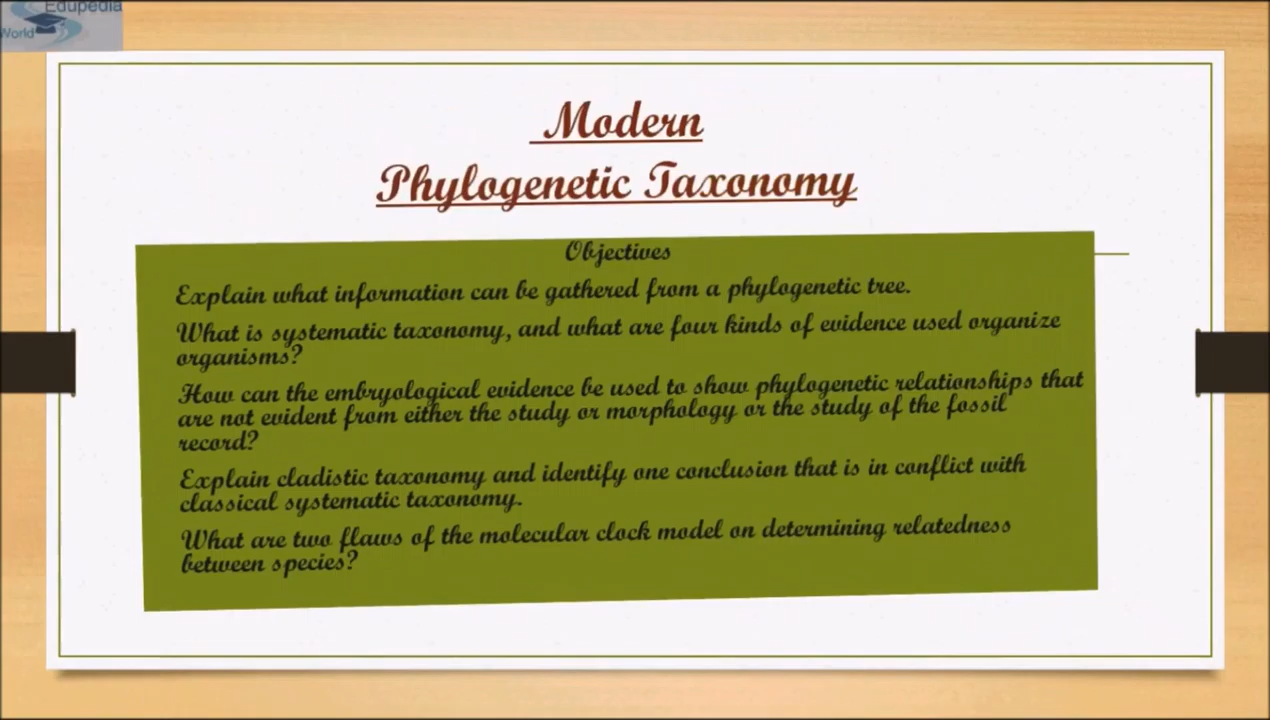 Edupedia
World
Modern
Phylogenetic Taxonomy
Objectives
Explain what information can be gathered from a phylogenetic tree.
What is systematic taxonomy, and what are four kinds of evidence used organize
organisms?
How can the embryological evidence be used to show phylogenetic relationships that
are not evident from either the study or morphology or the study of the fossil
record?
Explain cladistic taxonomy and identify one conclusion that is in conflict with
classical systematic taxonomy.
What are two flaws of the molecular clock model on determining relatedness
between species?